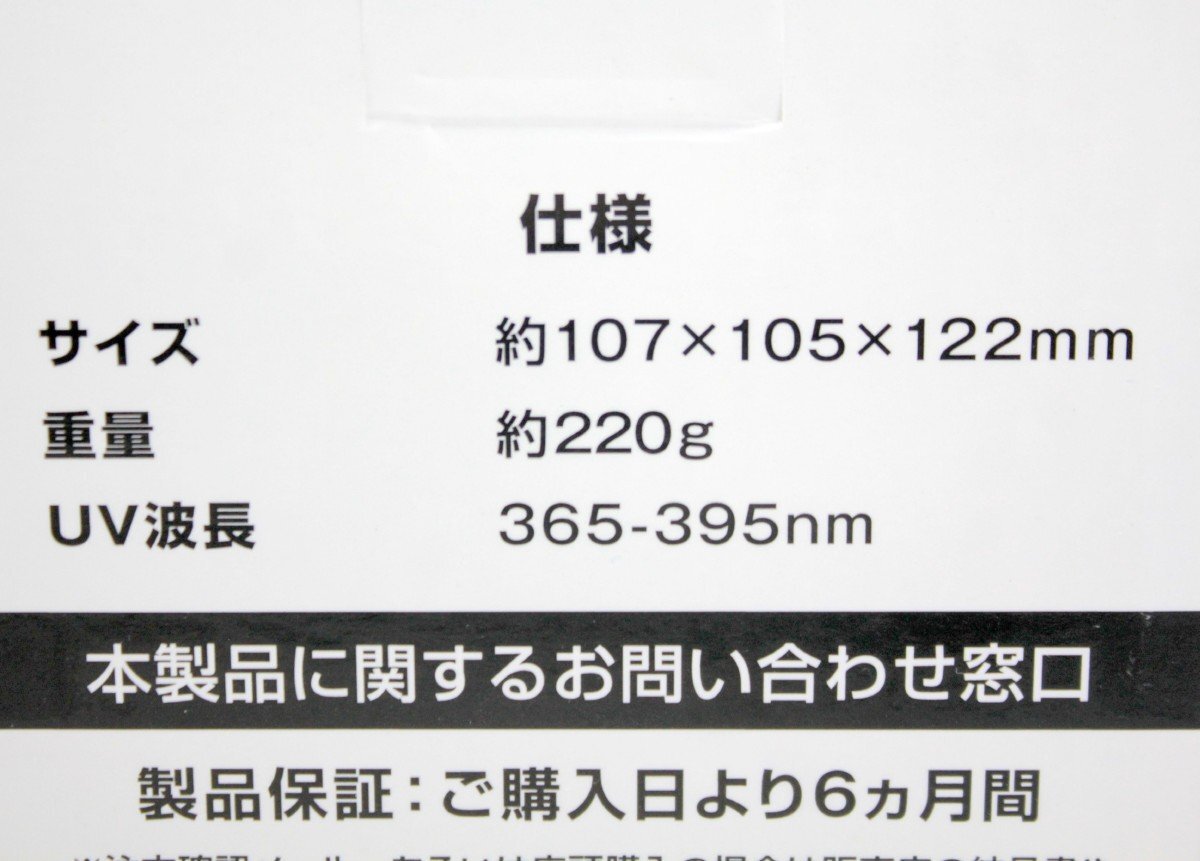 仕様
サイズ 約107×105×122mm
重量 約220g
UV波長 365-395nm
本製品に関するお問い合わせ窓口
製品保証：ご購入日より6ヵ月間